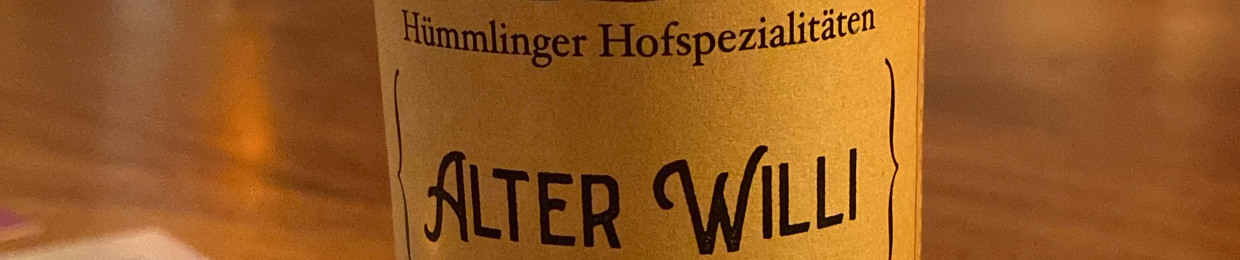 Hümmlinger Hofspezialitäten
ALTER WILLI